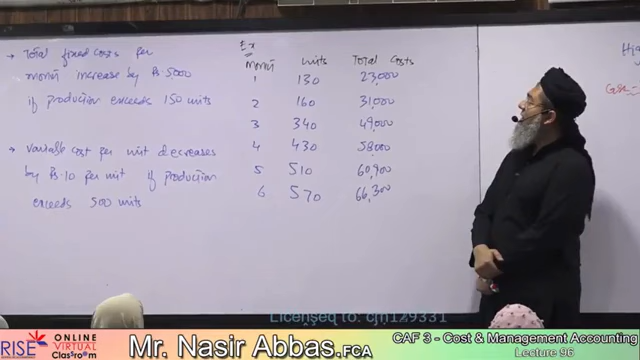 → Total fixed costs per
month increase by Rs. 5000
if production exceeds 150 units
→ Variable cost per unit decreases
by Rs. 10 per unit if production
exceeds 500 units
Ex
Month units Total Costs
1 130 23,000
2 160 31,000
3 340 49,000
4 430 58,000
5 510 60,900
6 570 66,300
Licensed to: cfh129331
RISE ONLINE VIRTUAL Classroom
Mr. Nasir Abbas.FCA
CAF 3 - Cost & Management Accounting
Lecture 96